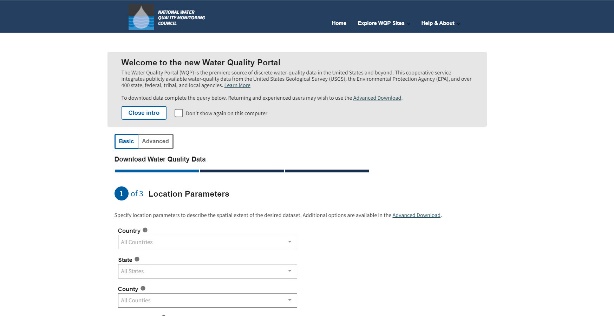 NATIONAL WATER
QUALITY MONITORING
COUNCIL
Home Explore WQP Sites Help & About
Welcome to the new Water Quality Portal
The Water Quality Portal (WQP) is the premiere source of discrete water-quality data in the United States and beyond. This cooperative service
integrates publicly available water-quality data from the United States Geological Survey (USGS), the Environmental Protection Agency (EPA), and over
400 state, federal, tribal, and local agencies. Learn More
To download data complete the query below. Returning and experienced users may wish to use the Advanced Download.
Close intro Don't show again on this computer
Basic Advanced
Download Water Quality Data
1 of 3 Location Parameters
Specify location parameters to describe the spatial extent of the desired dataset. Additional options are available in the Advanced Download.
Country
All Countries
State
All States
County
All Counties